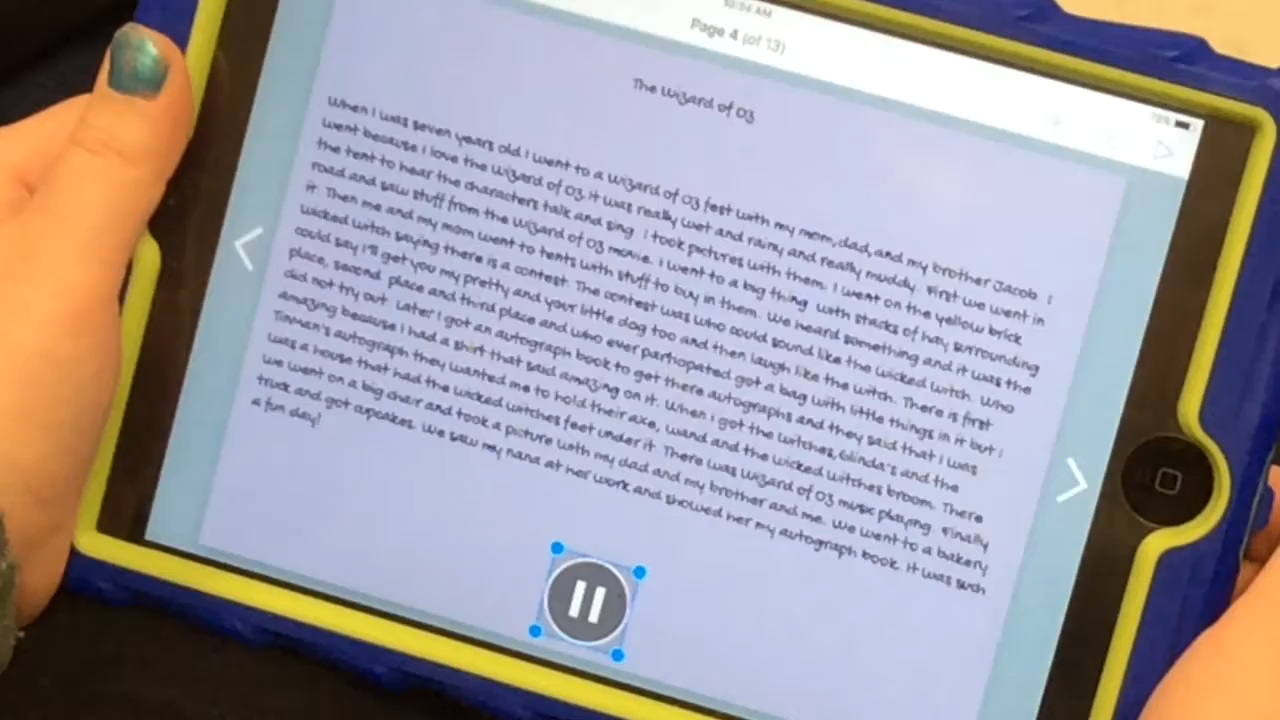 10:34 AM
78%
Page 4 (of 13)
The Wizard of Oz
When I was seven years old I went to a wizard of Oz fest with my mom, dad, and my brother Jacob. I
went because I love the wizard of Oz. It was really wet and rainy and really muddy. First we went in
the tent to hear the characters talk and sing. I took pictures with them. I went on the yellow brick
road and saw stuff from the wizard of Oz movie. I went to a big thing with stacks of hay surrounding
it. Then me and my mom went to tents with stuff to buy in them. We heard something and it was the
wicked witch saying there is a contest. The contest was who could sound like the wicked witch. Who
could say I'll get you my pretty and your little dog too and then laugh like the witch. There is first
place, second place and third place and who ever participated got a bag with little things in it but I
did not try out. Later I got an autograph book to get there autographs and they said that I was
amazing because I had a shirt that said amazing on it. When I got the witches, Glinda's and the
Tinman's autograph they wanted me to hold their axe, wand and the wicked witches broom. There
was a house that had the wicked witches feet under it. There was wizard of Oz music playing. Finally
we went on a big chair and took a picture with my dad and my brother and me. We went to a bakery
truck and got cupcakes. We saw my nana at her work and showed her my autograph book. It was such
a fun day!